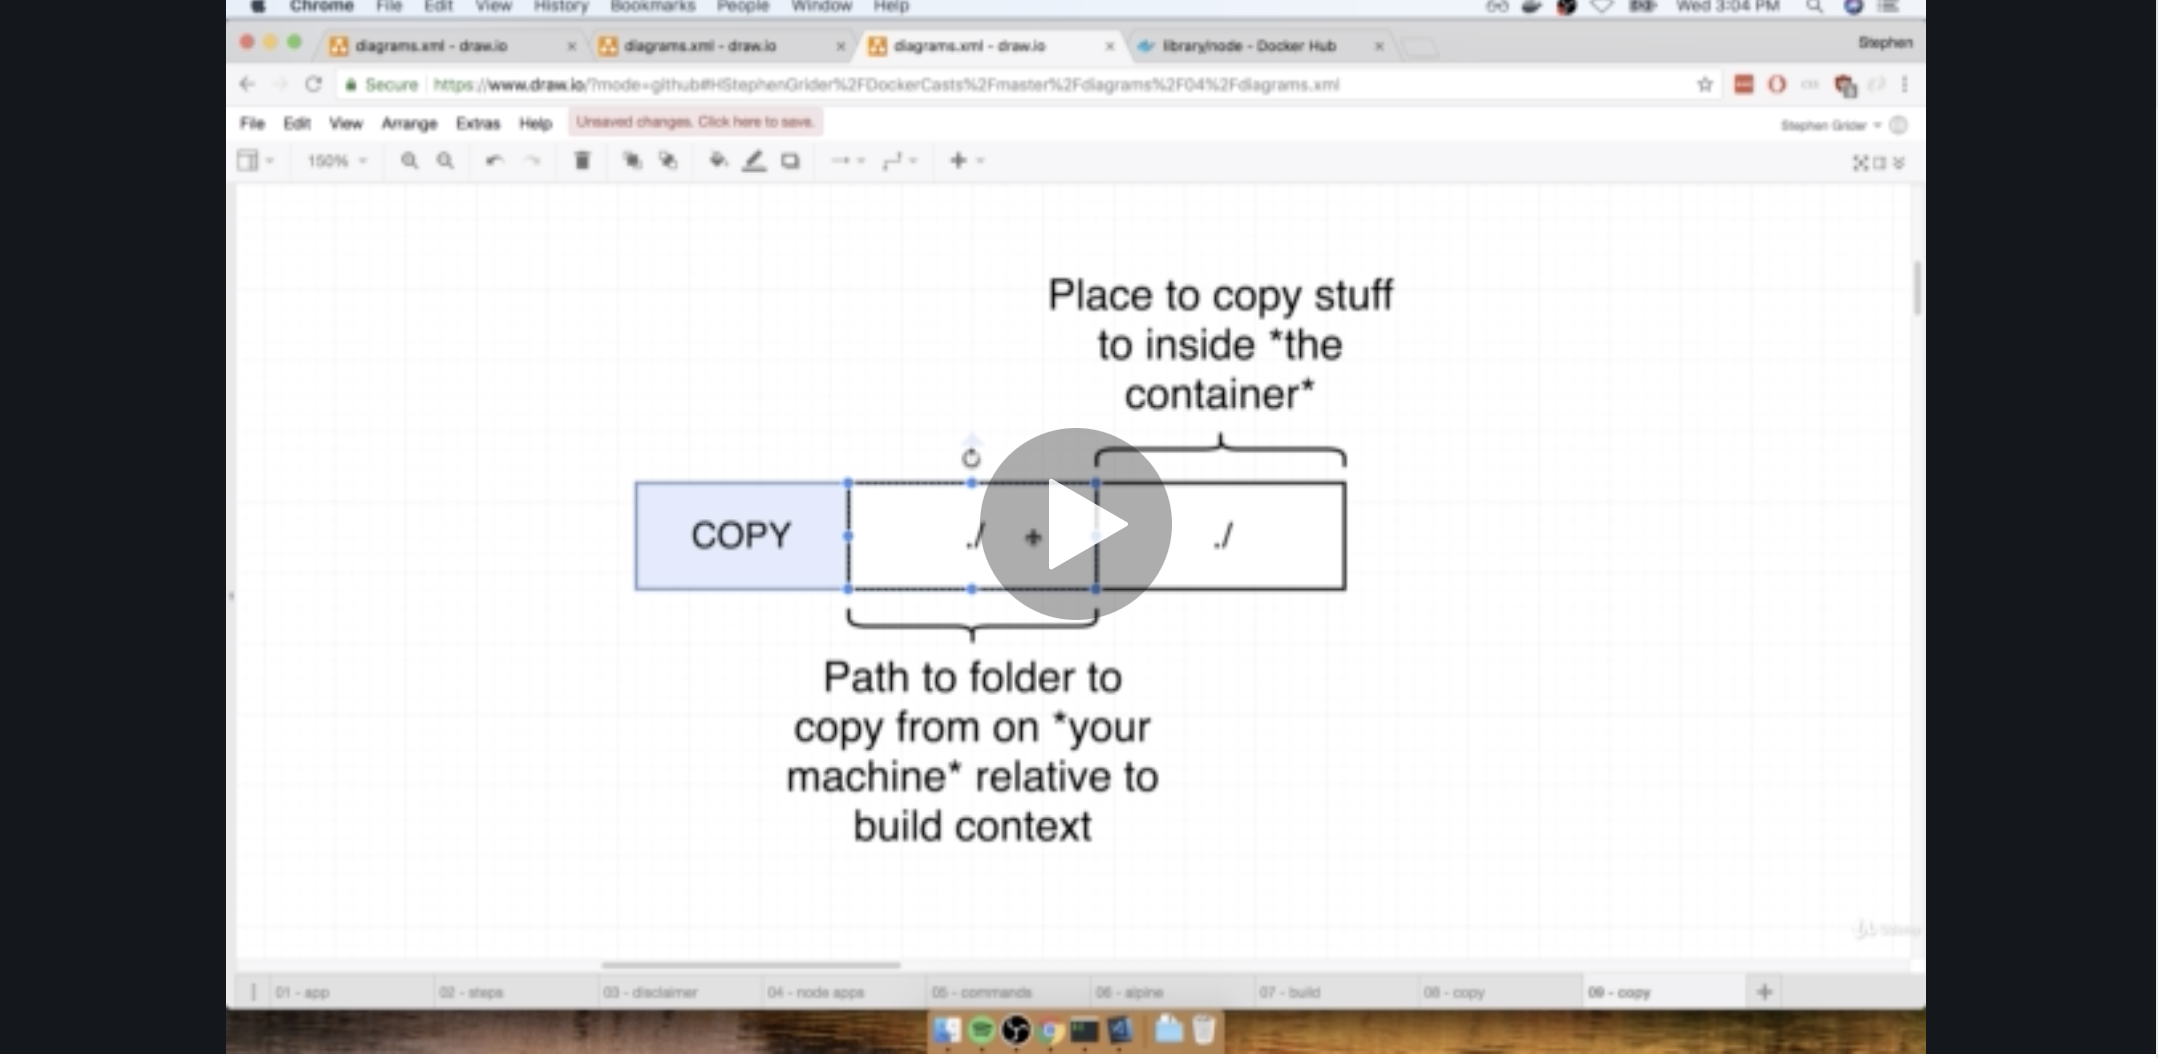 Chrome File Edit View History Bookmarks People Window Help Wed 3:04 PM
diagrams.xml - draw.io diagrams.xml - draw.io diagrams.xml - draw.io library/node - Docker Hub Stephen
Secure https://www.draw.io/?mode=github#HStephenGrider%2FDockerCasts%2Fmaster%2Fdiagrams%2F04%2Fdiagrams.xml
File Edit View Arrange Extras Help Unsaved changes. Click here to save. Stephen Grider
150%
Place to copy stuff
to inside *the
container*
COPY ./ ./
Path to folder to
copy from on *your
machine* relative to
build context
01 - app 02 - steps 03 - disclaimer 04 - node apps 05 - commands 06 - alpine 07 - build 08 - copy 09 - copy